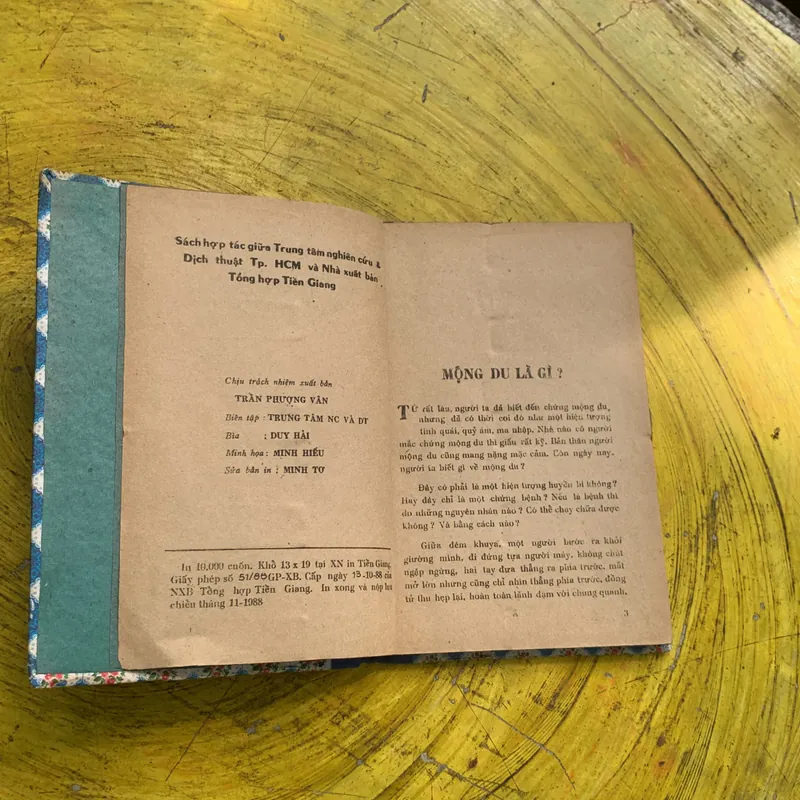 Sách hợp tác giữa Trung tâm nghiên cứu &
Dịch thuật Tp. HCM và Nhà xuất bản
Tổng hợp Tiền Giang
Chịu trách nhiệm xuất bản
TRẦN PHƯỢNG VÂN
Biên tập : TRUNG TÂM NC VÀ DT
Bìa : DUY HẢI
Minh họa : MINH HIẾU
Sửa bản in : MINH TƠ
In 10.000 cuốn. Khổ 13 x 19 tại XN in Tiền Giang
Giấy phép số 51/88GP-XB. Cấp ngày 13-10-88 của
NXB Tổng hợp Tiền Giang. In xong và nộp lưu
chiểu tháng 11-1988
MỘNG DU LÀ GÌ ?
TỪ rất lâu, người ta đã biết đến chứng mộng du,
nhưng đã có thời coi đó như một hiện tượng
tinh quái, quỷ ám, ma nhập. Nhà nào có người
mắc chứng mộng du thì giấu rất kỹ. Bản thân người
mộng du cũng mang nặng mặc cảm. Còn ngày nay,
người ta biết gì về mộng du ?
Đây có phải là một hiện tượng huyền bí không ?
Hay đây chỉ là một chứng bệnh ? Nếu là bệnh thì
do những nguyên nhân nào ? Có thể chạy chữa được
không ? Và bằng cách nào ?
Giữa đêm khuya, một người bước ra khỏi
giường mình, đi đứng tựa người máy, không chút
ngập ngừng, hai tay đưa thẳng ra phía trước, mắt
mở lớn nhưng cũng chỉ nhìn thẳng phía trước, đồng
tử thu hẹp lại, hoàn toàn lãnh đạm với chung quanh,
3